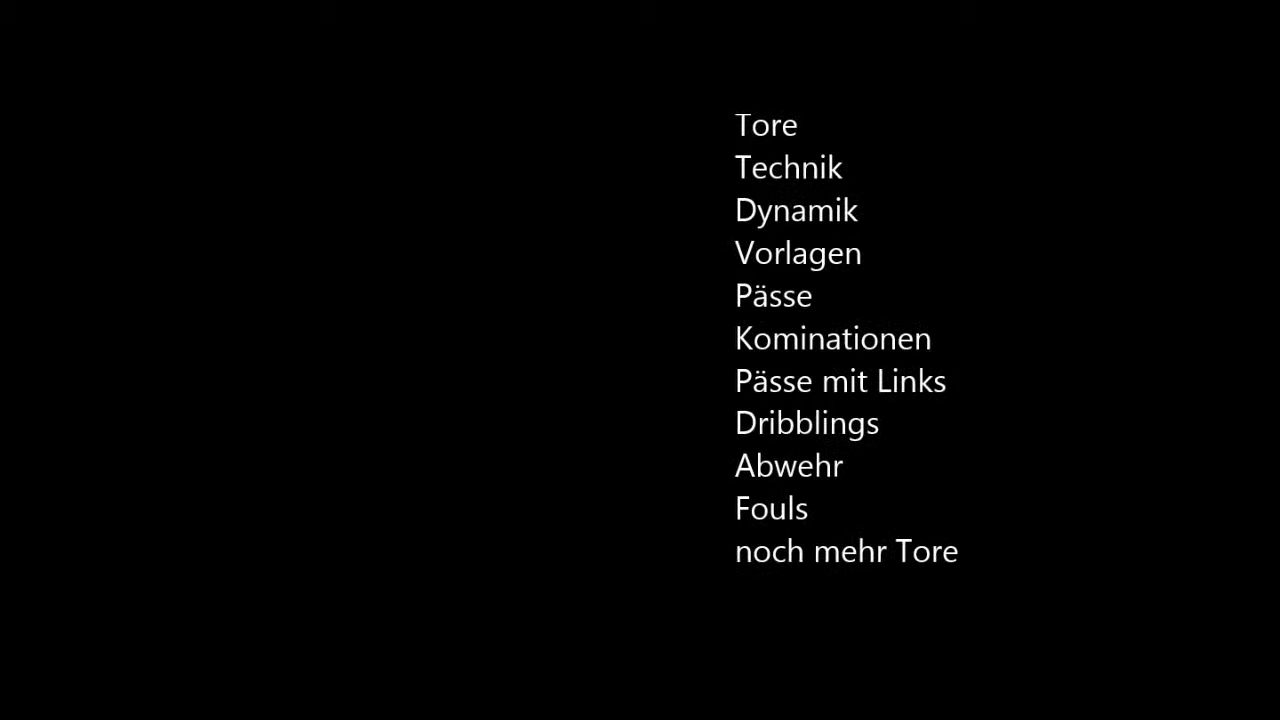 Tore
Technik
Dynamik
Vorlagen
Pässe
Kominationen
Pässe mit Links
Dribblings
Abwehr
Fouls
noch mehr Tore